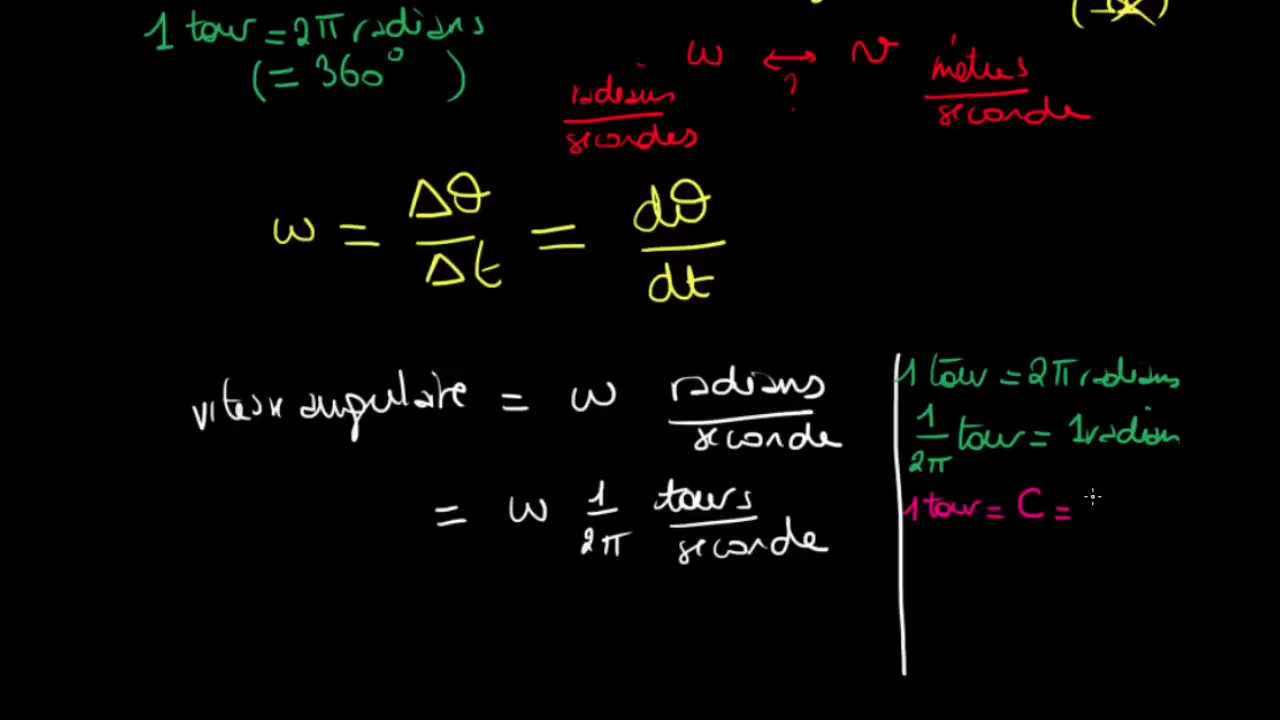 1 tour = 2π radians
(= 360°)
ω ↔ v
?
radians / secondes
mètres / seconde
ω = Δθ / Δt = dθ / dt
vitesse angulaire = ω radians / seconde
= ω 1 / 2π tours / seconde
1 tour = 2π radians
1 / 2π tour = 1 radian
1 tour = C =